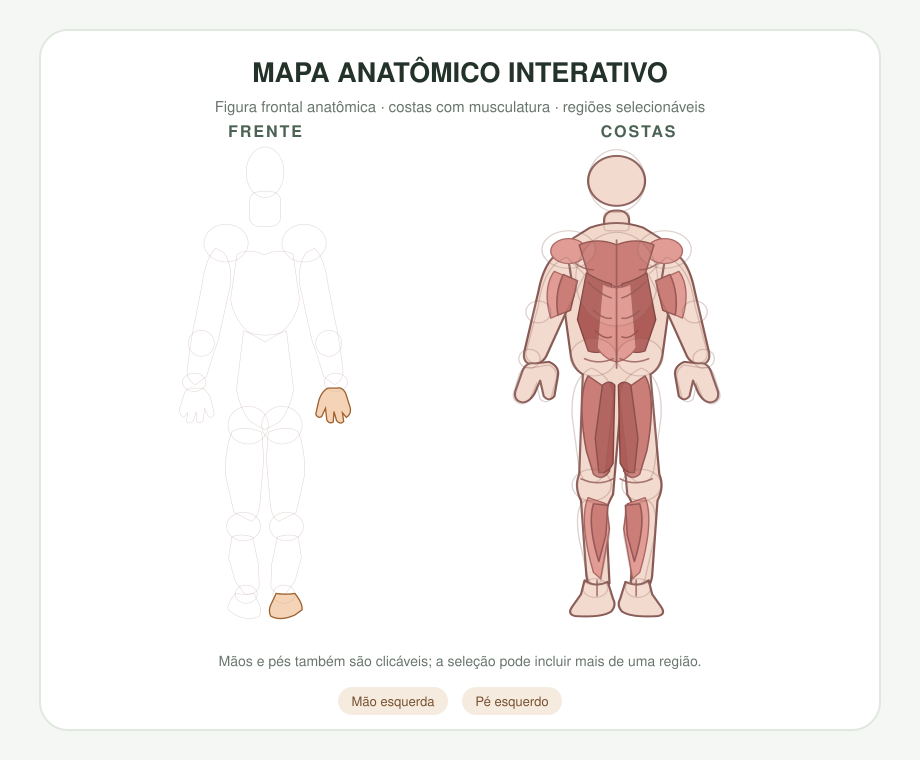 MAPA ANATÔMICO INTERATIVO
Figura frontal anatômica · costas com musculatura · regiões selecionáveis
FRENTE
COSTAS
Mãos e pés também são clicáveis; a seleção pode incluir mais de uma região.
Mão esquerda
Pé esquerdo